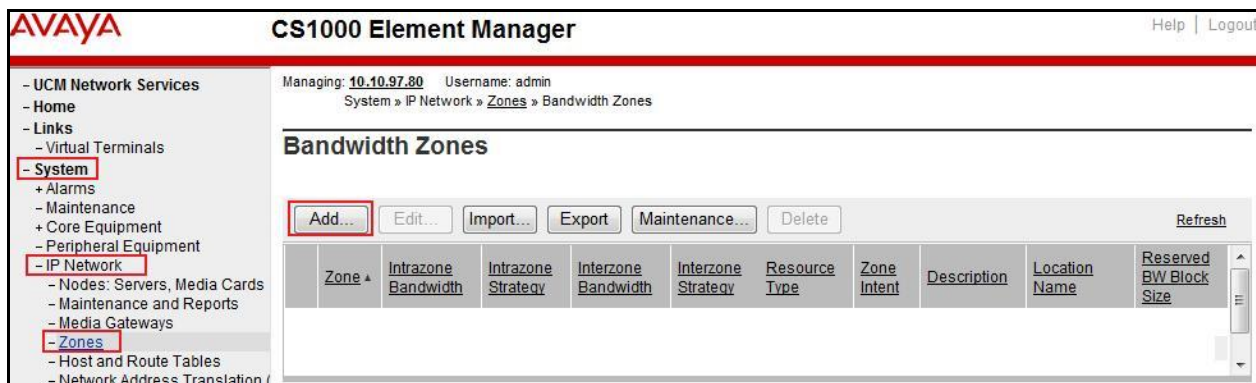 AVAYA
CS1000 Element Manager
Help | Logout
- UCM Network Services
- Home
- Links
- Virtual Terminals
- System
+ Alarms
- Maintenance
+ Core Equipment
- Peripheral Equipment
- IP Network
- Nodes: Servers, Media Cards
- Maintenance and Reports
- Media Gateways
- Zones
- Host and Route Tables
- Network Address Translation (
Managing: 10.10.97.80 Username: admin
System » IP Network » Zones » Bandwidth Zones
Bandwidth Zones
Add... Edit... Import... Export Maintenance... Delete Refresh
Zone
Intrazone
Bandwidth
Intrazone
Strategy
Interzone
Bandwidth
Interzone
Strategy
Resource
Type
Zone
Intent
Description
Location
Name
Reserved
BW Block
Size